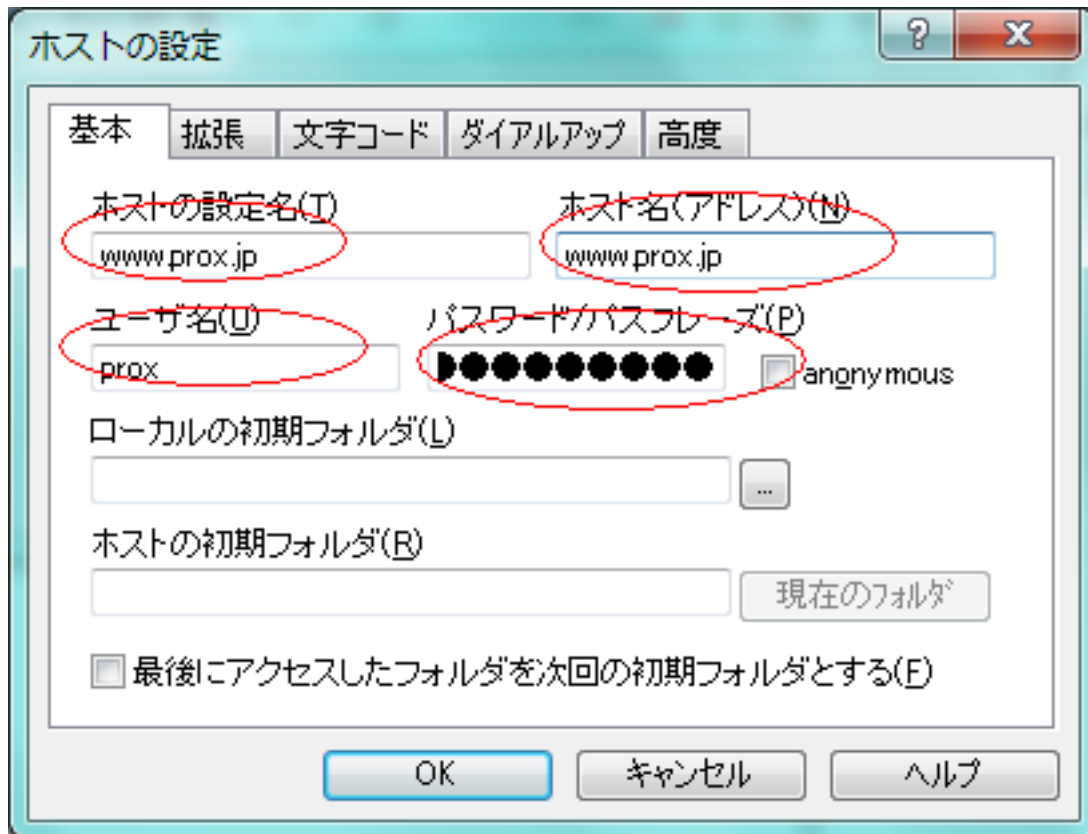 ホストの設定
基本 拡張 文字コード ダイアルアップ 高度
ホストの設定名(T) ホスト名(アドレス)(N)
www.prox.jp www.prox.jp
ユーザ名(U) パスワード/パスフレーズ(P)
prox ●●●●●●●●● anonymous
ローカルの初期フォルダ(L)
...
ホストの初期フォルダ(R)
現在のフォルダ
最後にアクセスしたフォルダを次回の初期フォルダとする(F)
OK キャンセル ヘルプ